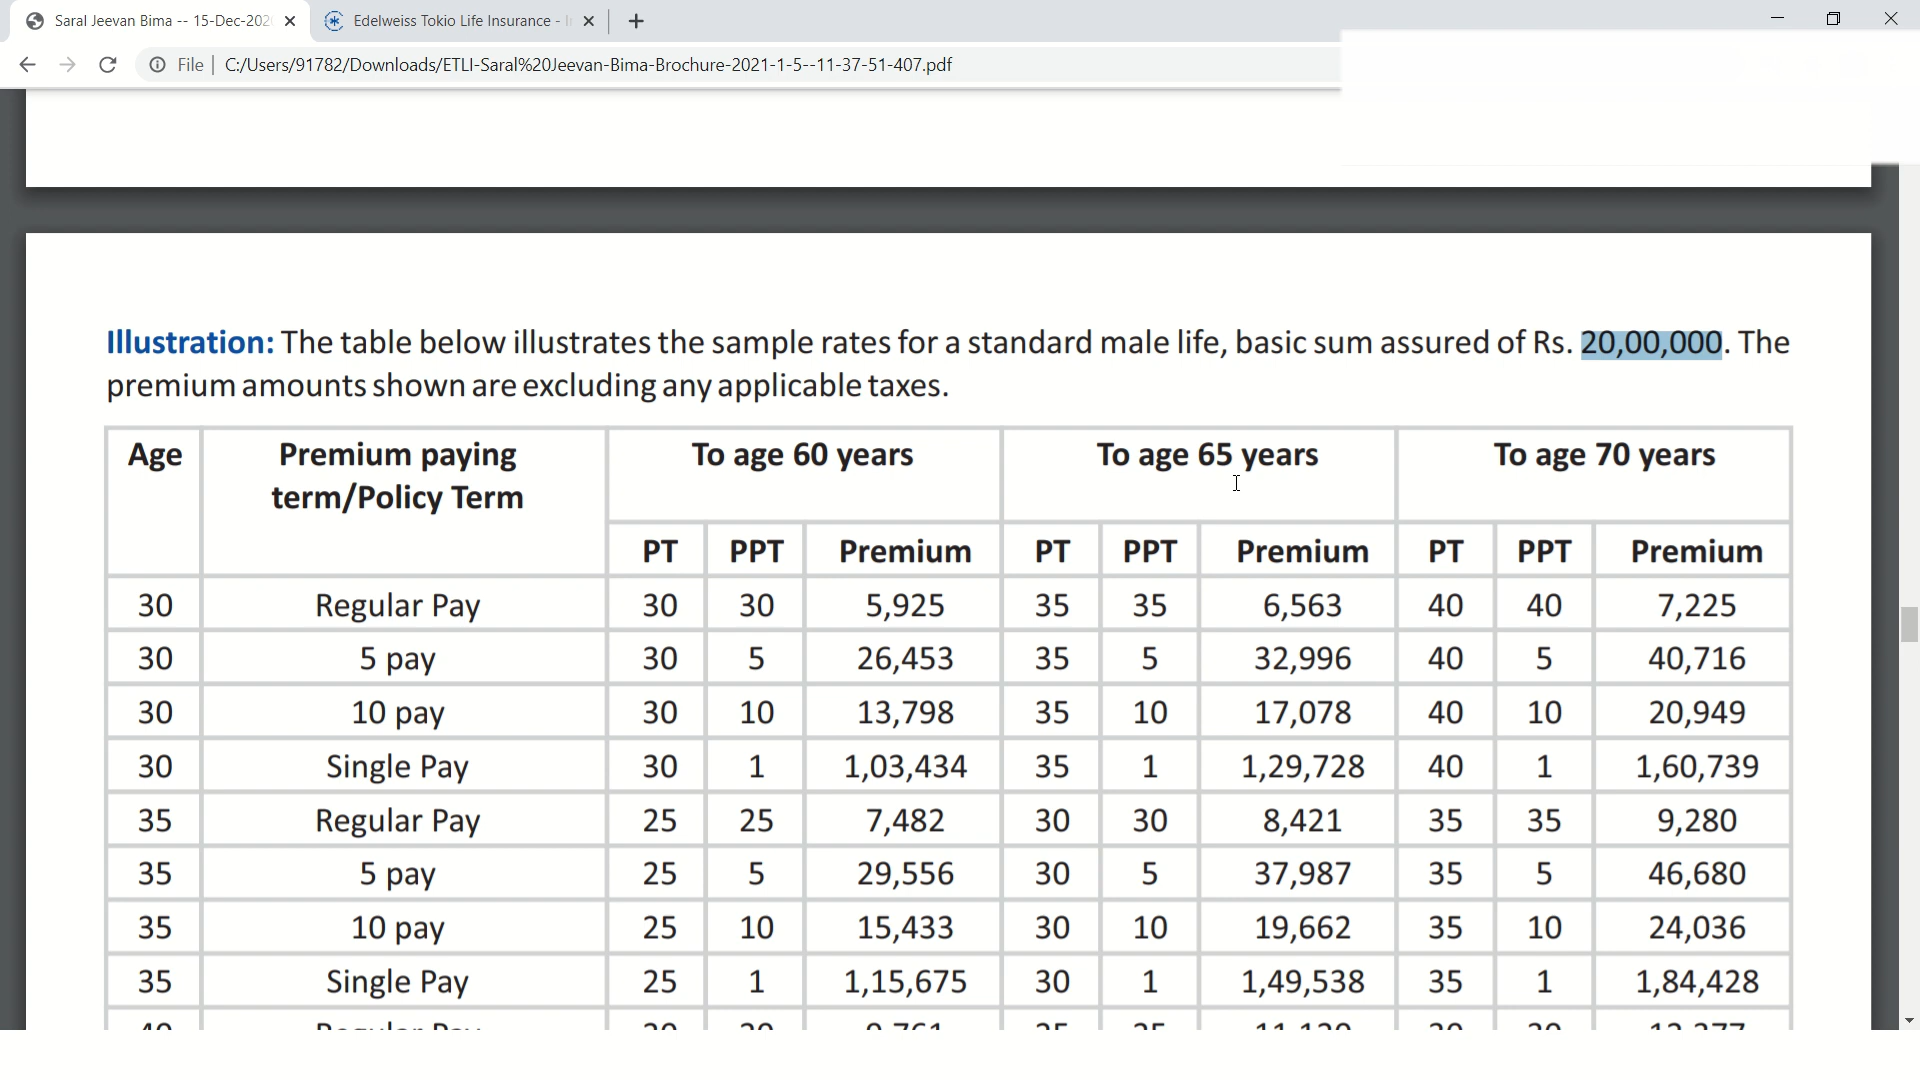 Saral Jeevan Bima -- 15-Dec-202
Edelweiss Tokio Life Insurance -
File | C:/Users/91782/Downloads/ETLI-Saral%20Jeevan-Bima-Brochure-2021-1-5--11-37-51-407.pdf
Illustration: The table below illustrates the sample rates for a standard male life, basic sum assured of Rs. 20,00,000. The
premium amounts shown are excluding any applicable taxes.
Age Premium paying To age 60 years To age 65 years To age 70 years
term/Policy Term
PT PPT Premium PT PPT Premium PT PPT Premium
30 Regular Pay 30 30 5,925 35 35 6,563 40 40 7,225
30 5 pay 30 5 26,453 35 5 32,996 40 5 40,716
30 10 pay 30 10 13,798 35 10 17,078 40 10 20,949
30 Single Pay 30 1 1,03,434 35 1 1,29,728 40 1 1,60,739
35 Regular Pay 25 25 7,482 30 30 8,421 35 35 9,280
35 5 pay 25 5 29,556 30 5 37,987 35 5 46,680
35 10 pay 25 10 15,433 30 10 19,662 35 10 24,036
35 Single Pay 25 1 1,15,675 30 1 1,49,538 35 1 1,84,428